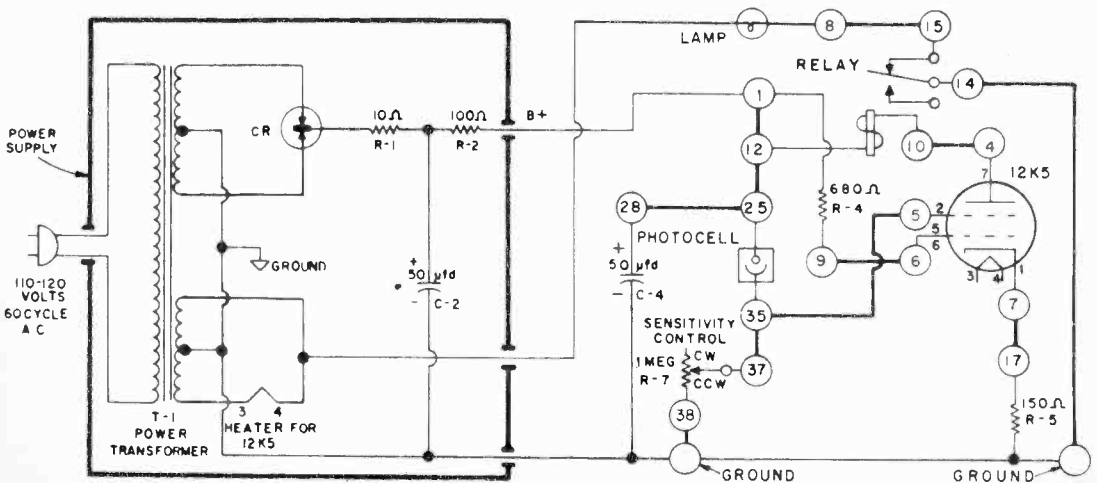 POWER
SUPPLY
110-120
VOLTS
60CYCLE
A C
T-1
POWER
TRANSFORMER
CR
10Ω
R-1
100Ω
R-2
B+
GROUND
+
50 µfd
-
C-2
3 4
HEATER FOR
12K5
LAMP
8
15
RELAY
14
1
12
10
4
7
12K5
680Ω
R-4
28
25
5
2
5
6
PHOTOCELL
9
6
3
4
1
+
50 µfd
-
C-4
35
7
SENSITIVITY
CONTROL
CW
1 MEG
R-7
CCW
37
17
38
150Ω
R-5
GROUND
GROUND